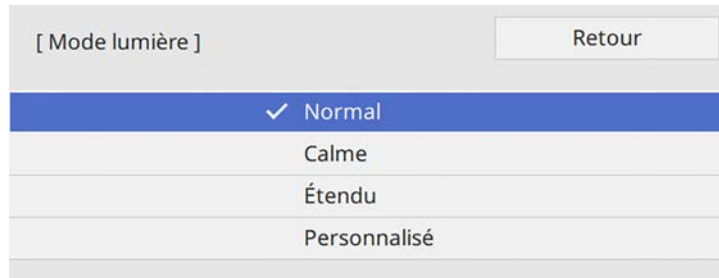 [ Mode lumière ]
Retour
Normal
Calme
Étendu
Personnalisé